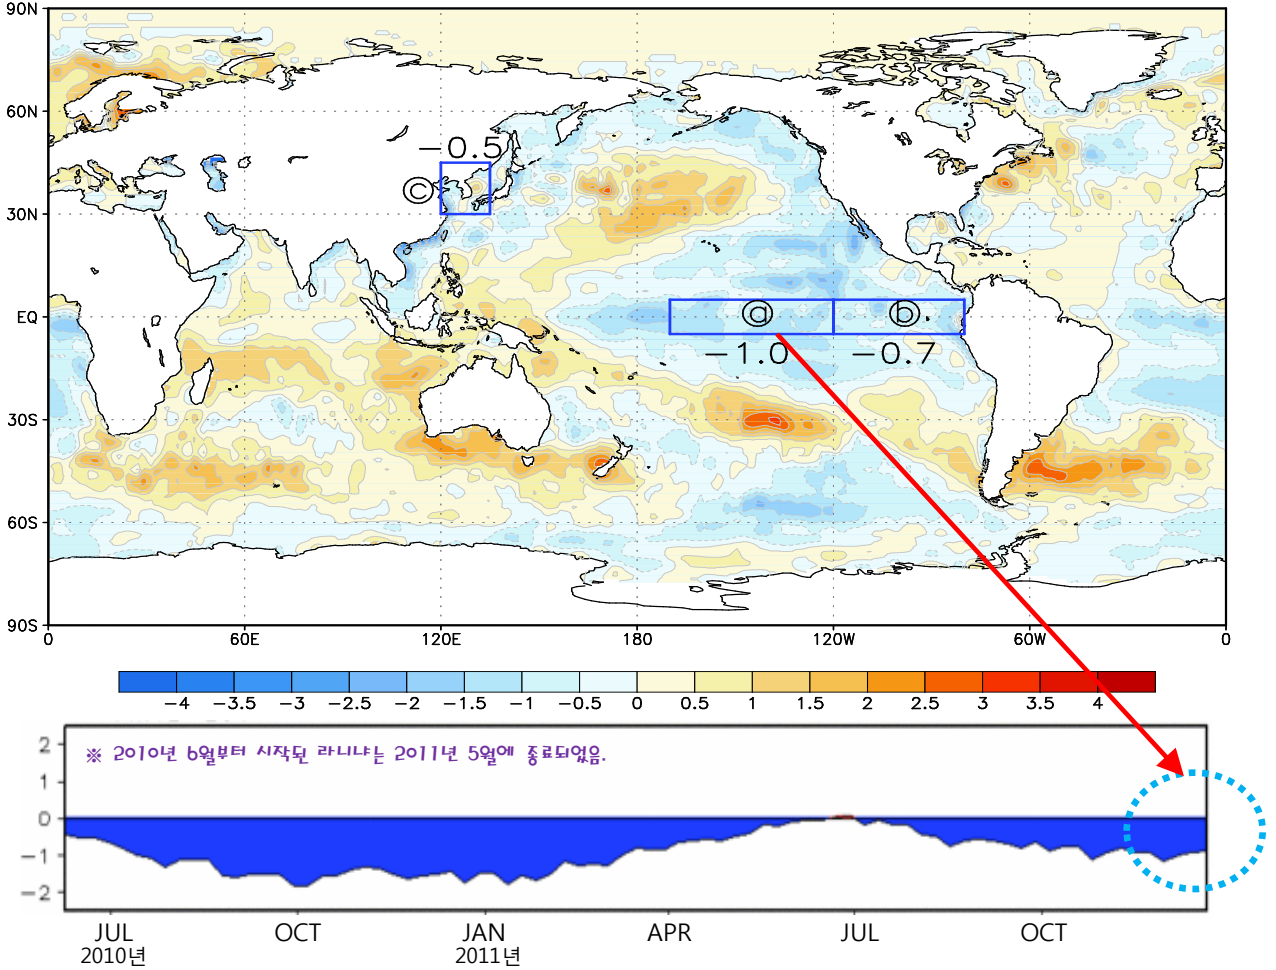 90N
60N
30N
EQ
30S
60S
90S
-0.5
ⓒ
ⓐ ⓑ
-1.0 -0.7
0 60E 120E 180 120W 60W 0
-4 -3.5 -3 -2.5 -2 -1.5 -1 -0.5 0 0.5 1 1.5 2 2.5 3 3.5 4
※ 2010년 6월부터 시작된 라니냐는 2011년 5월에 종료되었음.
2
1
0
-1
-2
JUL OCT JAN APR JUL OCT
2010년 2011년